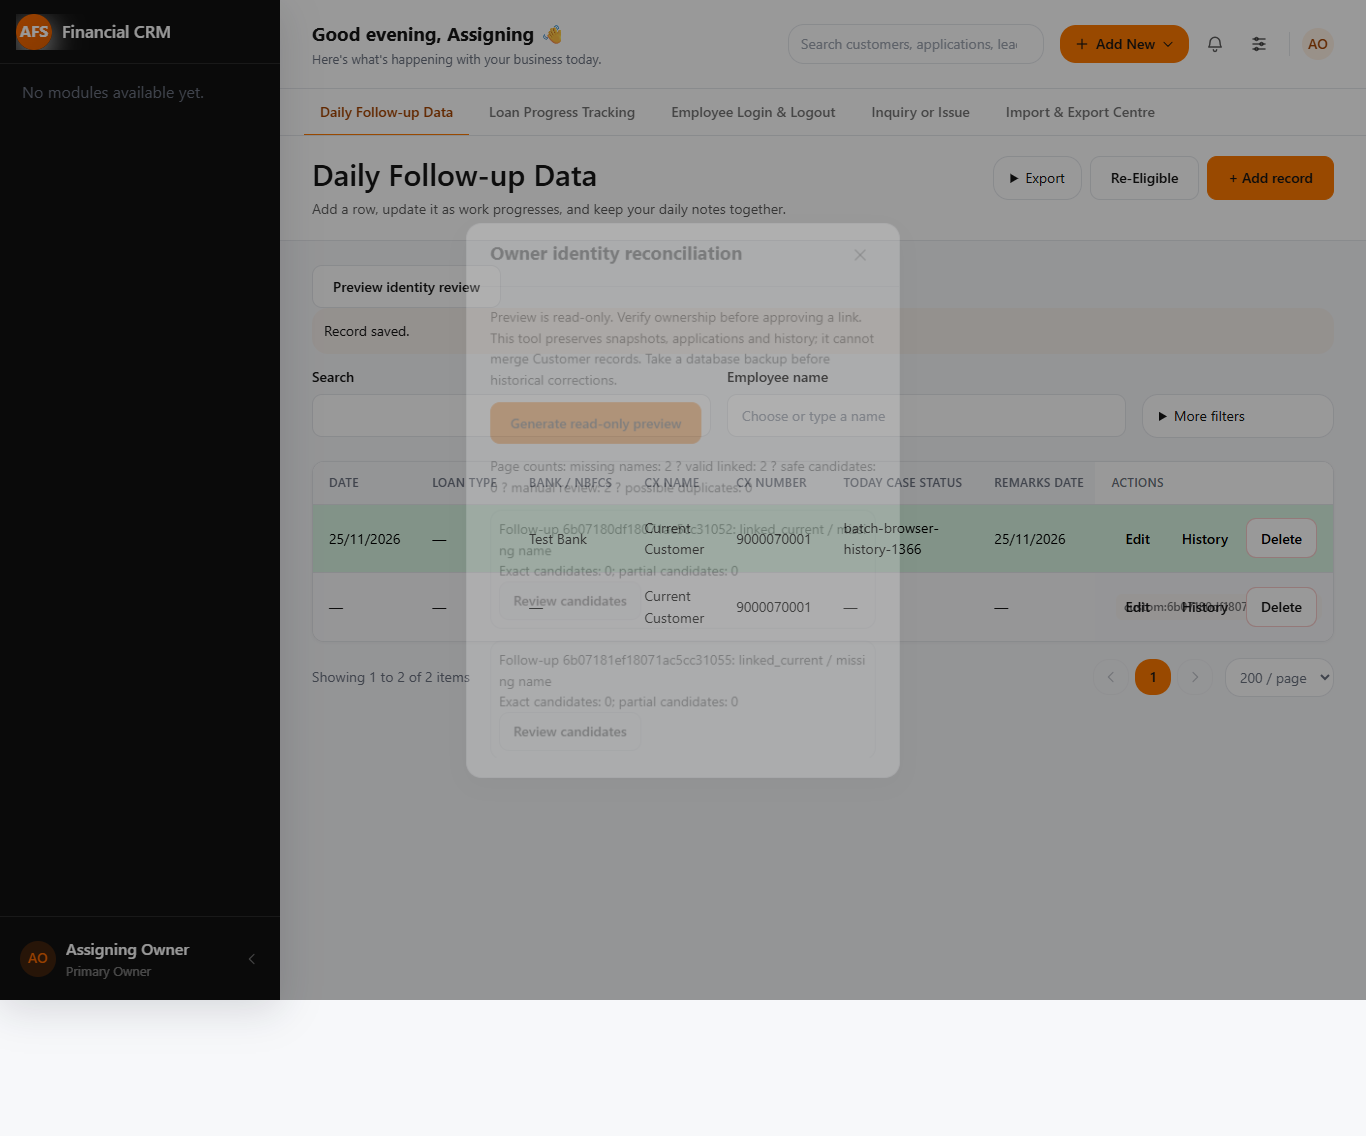 AFS Financial CRM
No modules available yet.
Good evening, Assigning 👋
Here's what's happening with your business today.
Search customers, applications, lea
+ Add New
AO
Daily Follow-up Data
Loan Progress Tracking
Employee Login & Logout
Inquiry or Issue
Import & Export Centre
Daily Follow-up Data
Add a row, update it as work progresses, and keep your daily notes together.
▶ Export
Re-Eligible
+ Add record
Preview identity review
Record saved.
Search
Employee name
Choose or type a name
▶ More filters
DATE LOAN TYPE BANK / NBFCS CX NAME CX NUMBER TODAY CASE STATUS REMARKS DATE ACTIONS
25/11/2026 — Test Bank Current Customer 9000070001 batch-browser-history-1366 25/11/2026 Edit History Delete
— — — Current Customer 9000070001 — — Edit History Delete
Showing 1 to 2 of 2 items
1
200 / page
Owner identity reconciliation
Preview is read-only. Verify ownership before approving a link.
This tool preserves snapshots, applications and history; it cannot
merge Customer records. Take a database backup before
historical corrections.
Generate read-only preview
Page counts: missing names: 2 ? valid linked: 2 ? safe candidates:
0 ? manual review: 2 ? possible duplicates: 0
ng name
Exact candidates: 0; partial candidates: 0
Review candidates
Follow-up 6b07181ef18071ac5cc31055: linked_current / missi
ng name
Exact candidates: 0; partial candidates: 0
Review candidates
AO
Assigning Owner
Primary Owner